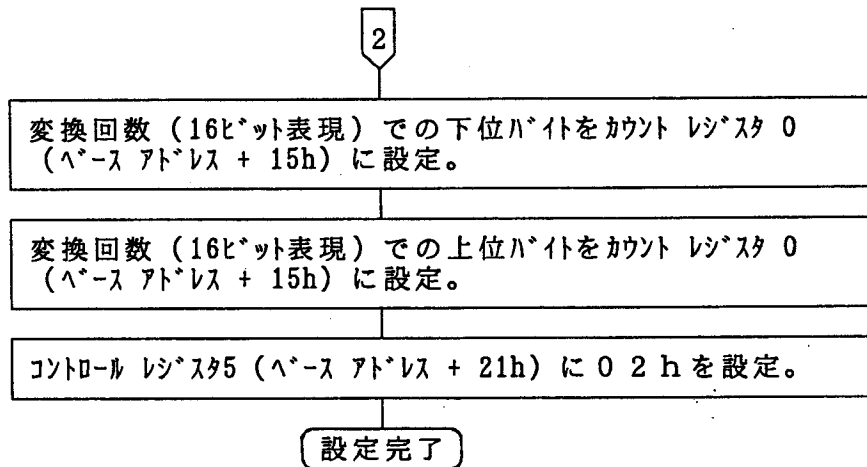 2
変換回数 (16ﾋﾞｯﾄ表現) での下位ﾊﾞｲﾄをｶｳﾝﾄ ﾚｼﾞｽﾀ 0
(ﾍﾞｰｽ ｱﾄﾞﾚｽ + 15h) に設定。
変換回数 (16ﾋﾞｯﾄ表現) での上位ﾊﾞｲﾄをｶｳﾝﾄ ﾚｼﾞｽﾀ 0
(ﾍﾞｰｽ ｱﾄﾞﾚｽ + 15h) に設定。
ｺﾝﾄﾛｰﾙ ﾚｼﾞｽﾀ5 (ﾍﾞｰｽ ｱﾄﾞﾚｽ + 21h) に０２ｈを設定。
設定完了